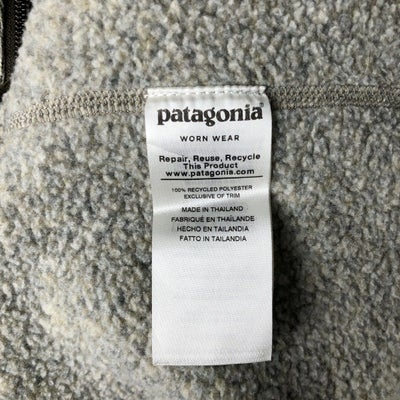 patagonia®
WORN WEAR
Repair, Reuse, Recycle
This Product
www.patagonia.com
100% RECYCLED POLYESTER
EXCLUSIVE OF TRIM
MADE IN THAILAND
FABRIQUÉ EN THAÏLANDE
HECHO EN TAILANDIA
FATTO IN TAILANDIA